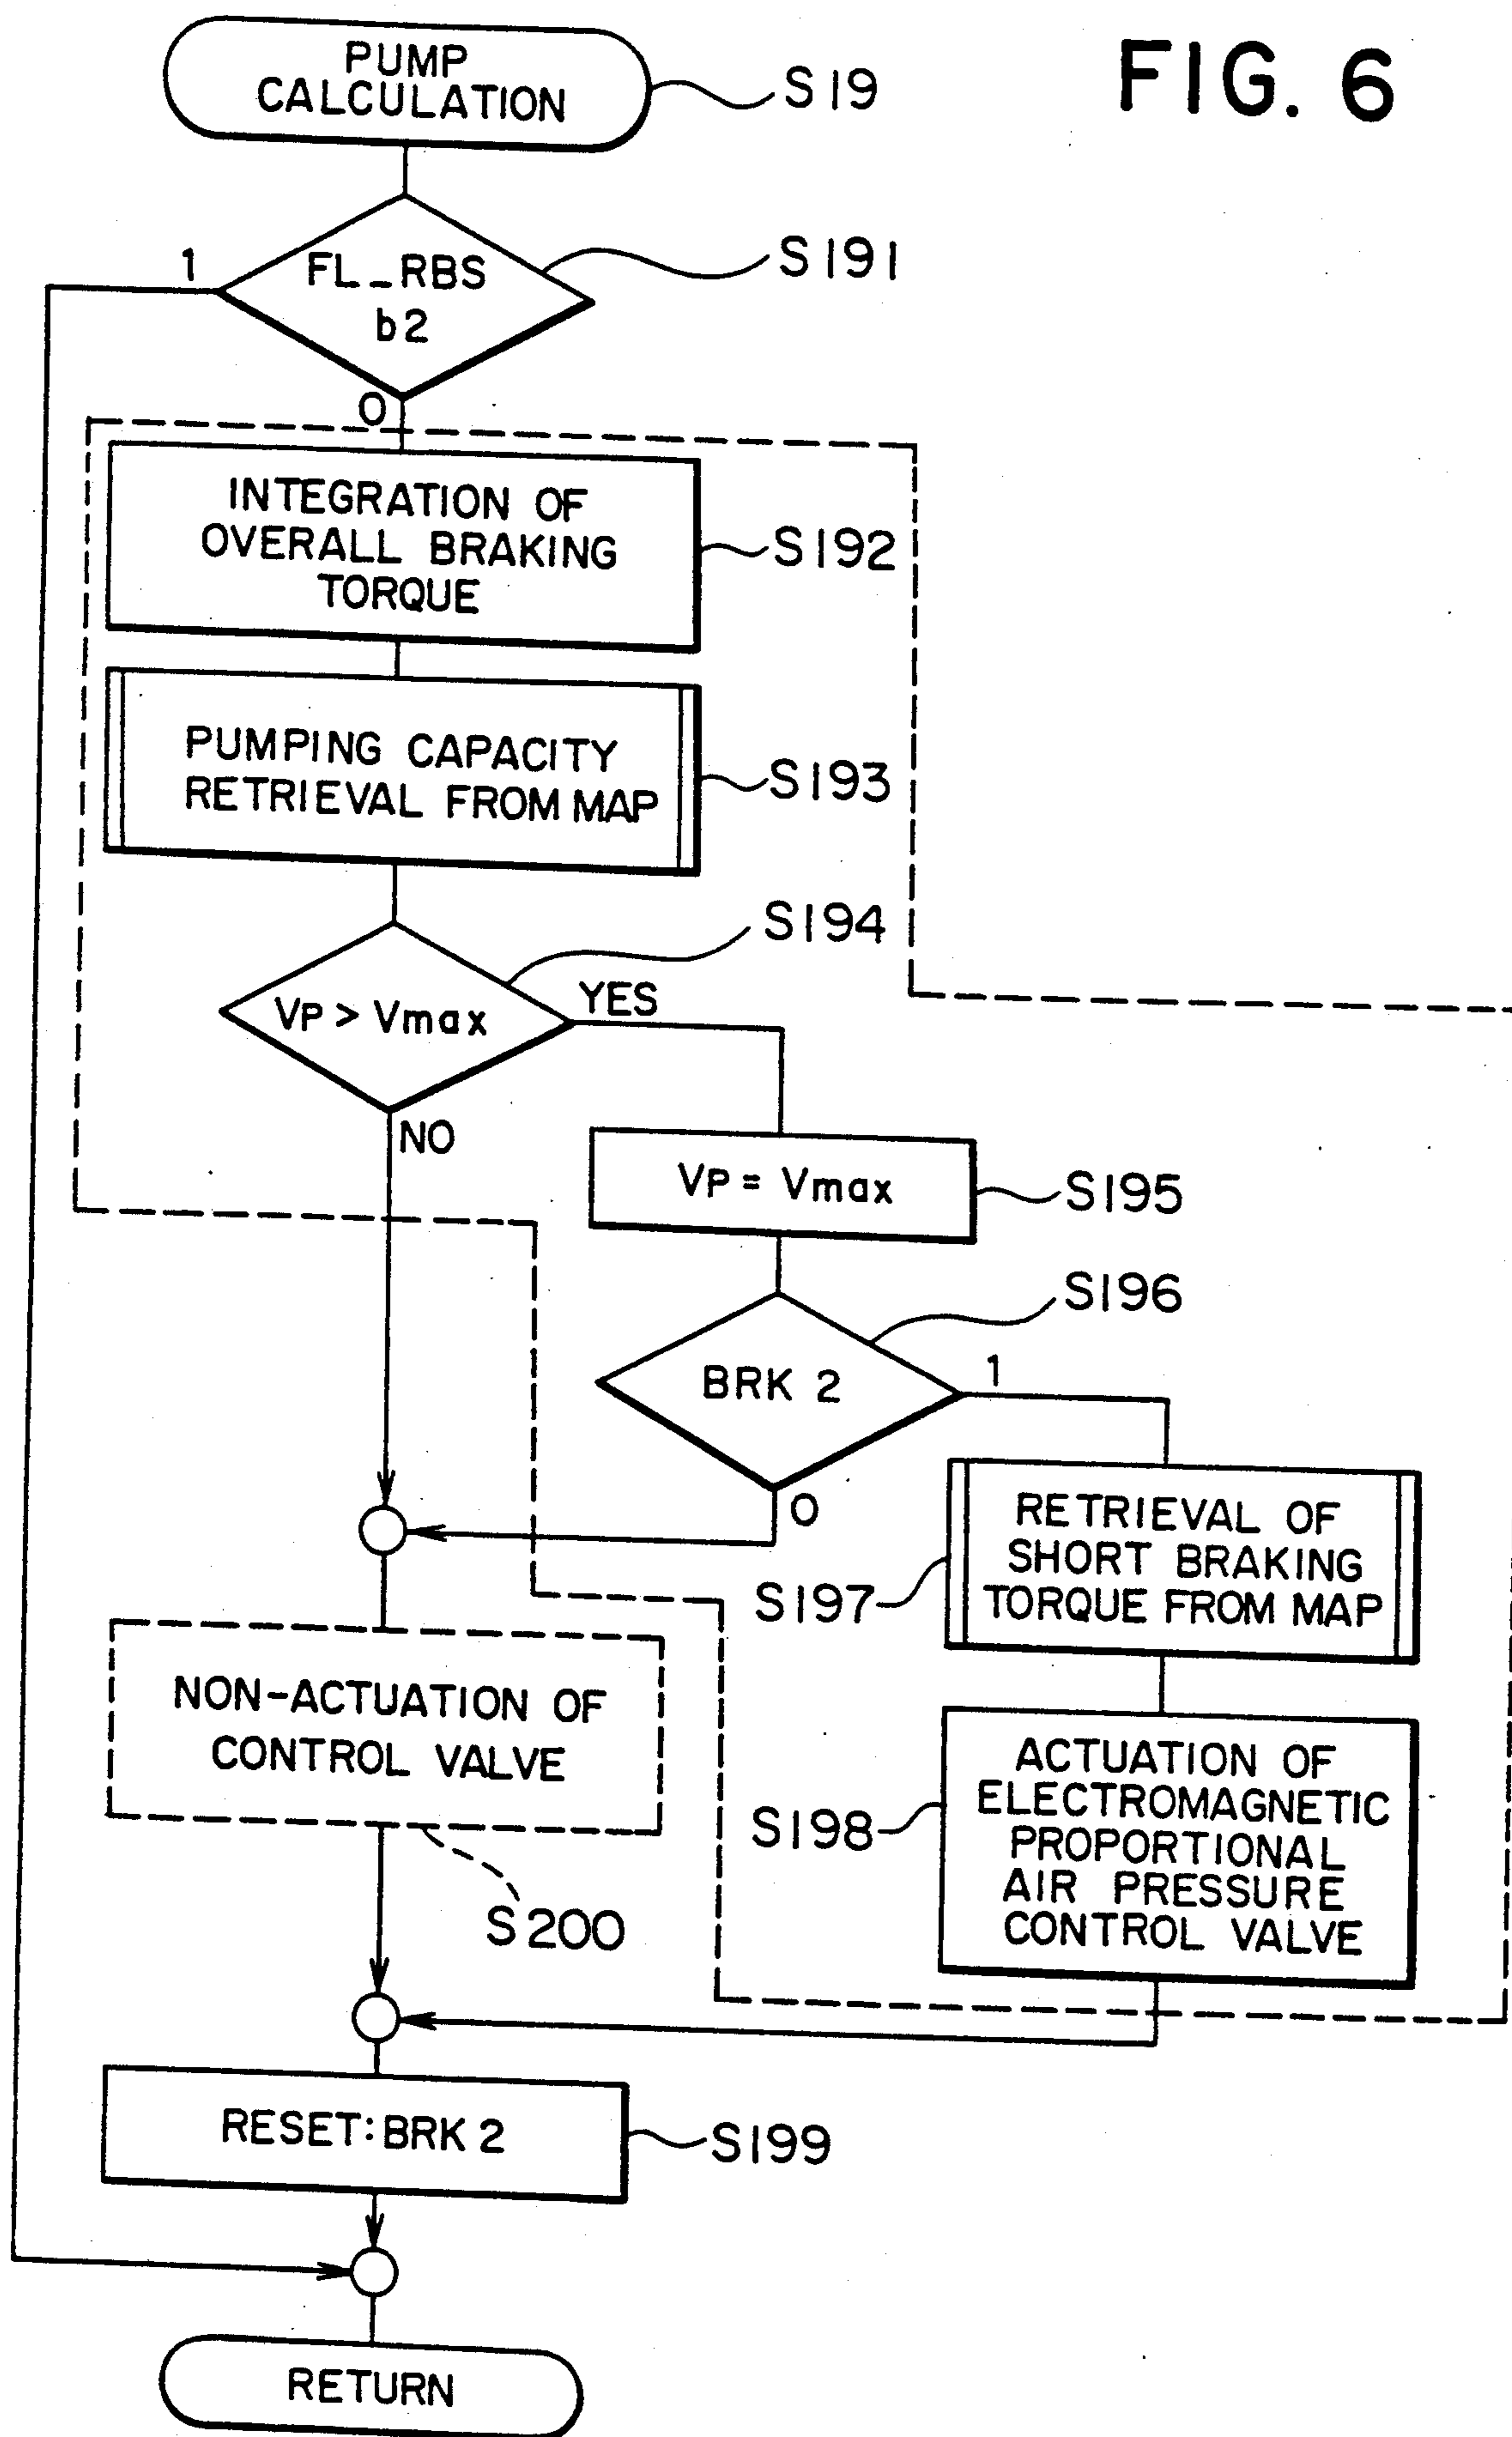 FIG. 6
PUMP
CALCULATION
S19
FL_RBS
b2
S191
1
0
INTEGRATION OF
OVERALL BRAKING
TORQUE
S192
PUMPING CAPACITY
RETRIEVAL FROM MAP
S193
S194
VP > Vmax
YES
NO
VP = Vmax
S195
S196
BRK 2
1
0
RETRIEVAL OF
SHORT BRAKING
TORQUE FROM MAP
S197
NON-ACTUATION OF
CONTROL VALVE
S200
ACTUATION OF
ELECTROMAGNETIC
PROPORTIONAL
AIR PRESSURE
CONTROL VALVE
S198
RESET: BRK 2
S199
RETURN